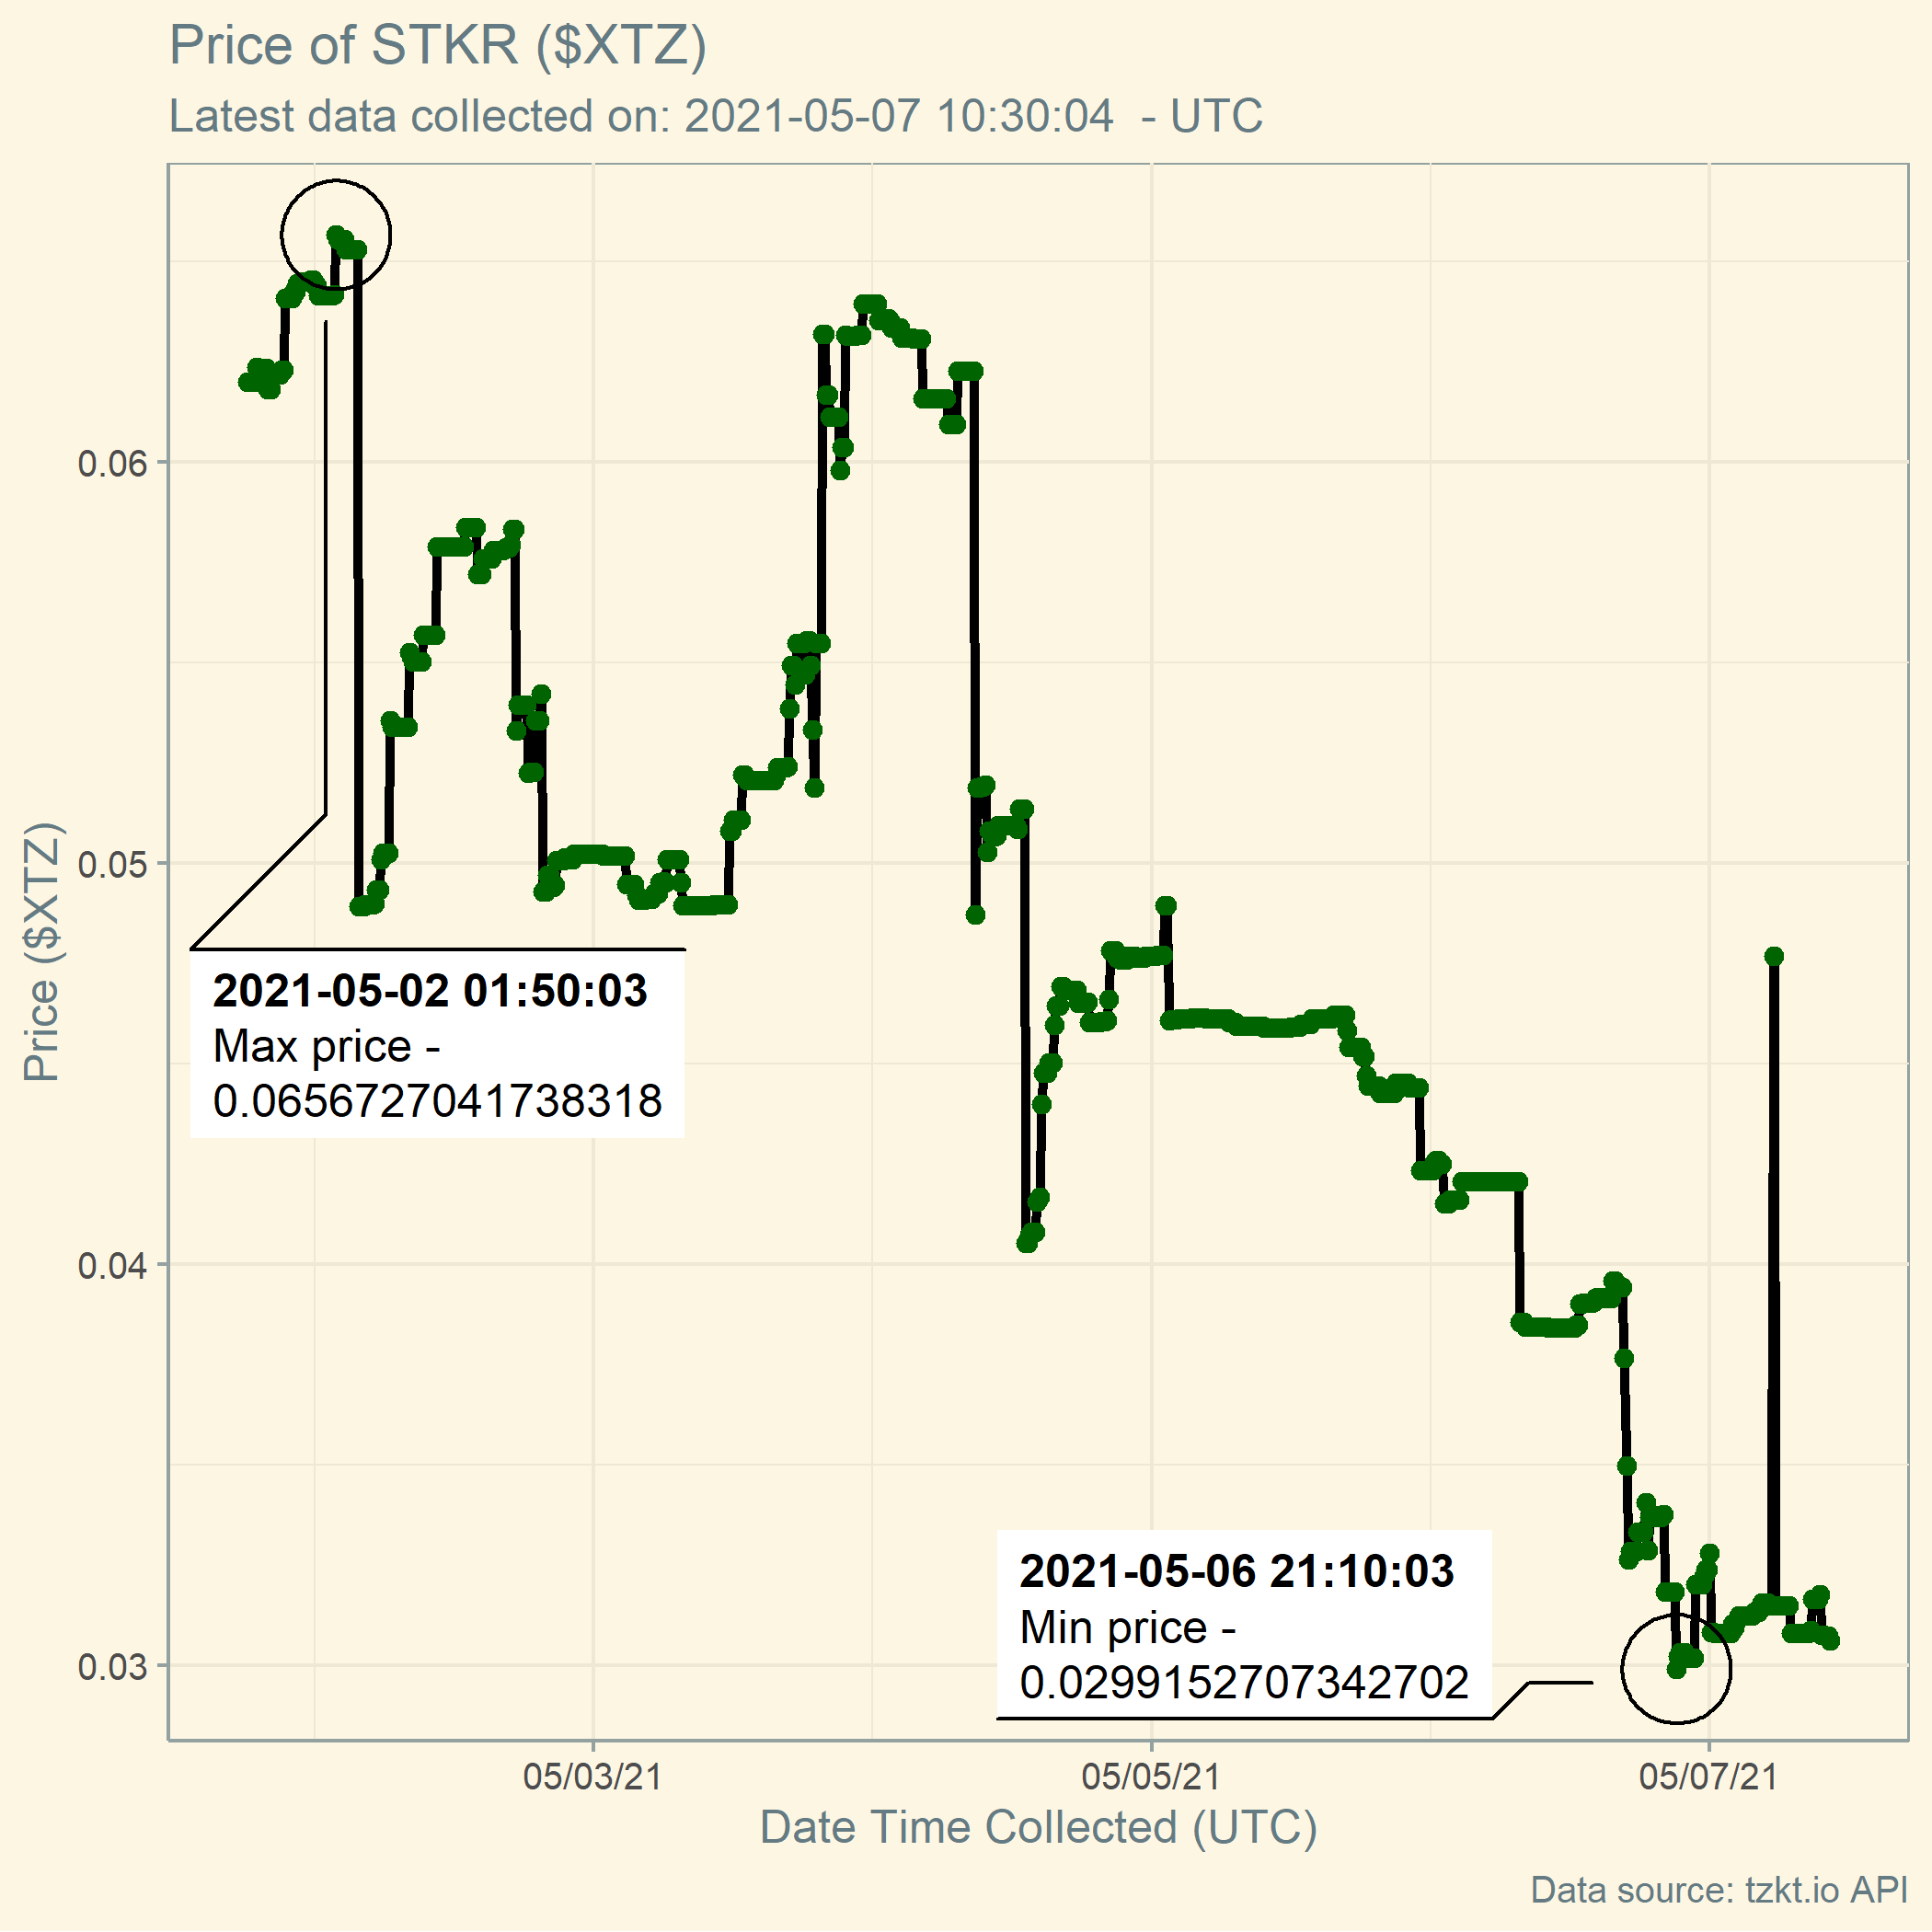 Price of STKR ($XTZ)
Latest data collected on: 2021-05-07 10:30:04  - UTC
Price ($XTZ)
0.06
0.05
0.04
0.03
2021-05-02 01:50:03
Max price -
0.0656727041738318
2021-05-06 21:10:03
Min price -
0.0299152707342702
05/03/21
05/05/21
05/07/21
Date Time Collected (UTC)
Data source: tzkt.io API